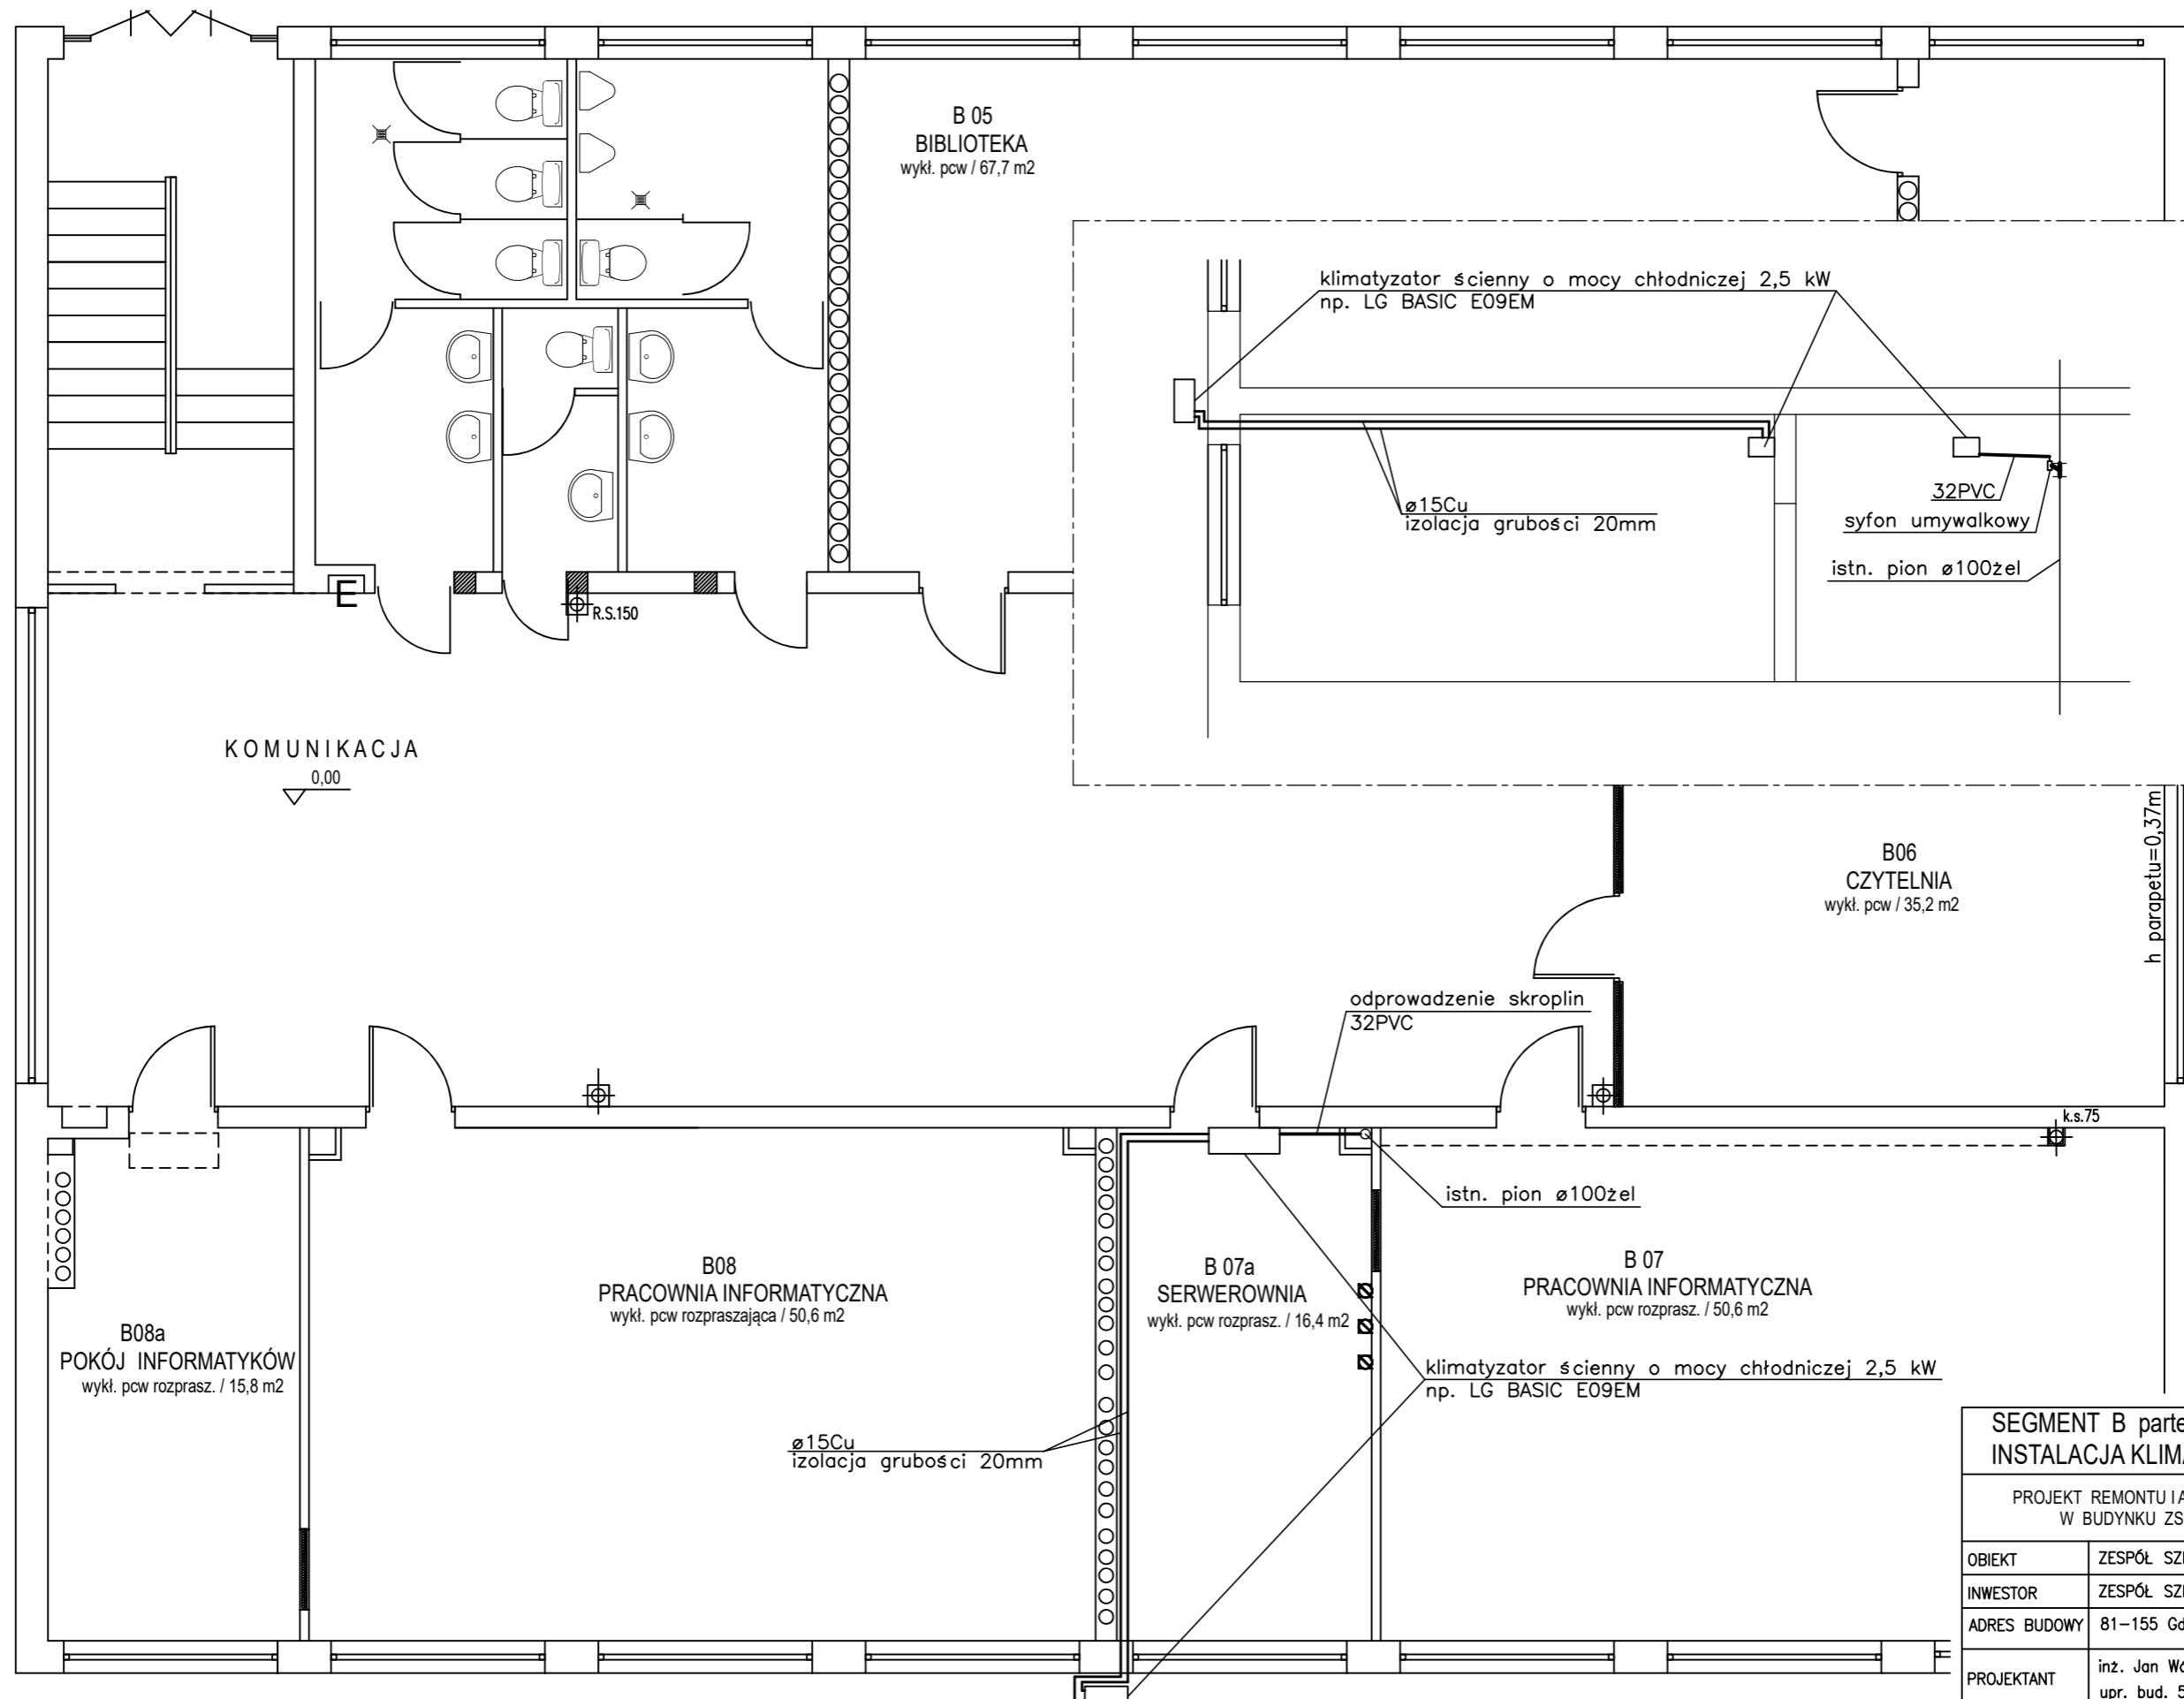 B 05
BIBLIOTEKA
wykł. pcw / 67,7 m2
klimatyzator ścienny o mocy chłodniczej 2,5 kW
np. LG BASIC E09EM
ø15Cu
izolacja grubości 20mm
32PVC
syfon umywalkowy
istn. pion ø100żel
E
R.S.150
KOMUNIKACJA
0,00
B06
CZYTELNIA
wykł. pcw / 35,2 m2
h parapetu=0,37m
odprowadzenie skroplin
32PVC
k.s.75
istn. pion ø100żel
B08
PRACOWNIA INFORMATYCZNA
wykł. pcw rozpraszająca / 50,6 m2
B 07a
SERWEROWNIA
wykł. pcw rozprasz. / 16,4 m2
B 07
PRACOWNIA INFORMATYCZNA
wykł. pcw rozprasz. / 50,6 m2
B08a
POKÓJ INFORMATYKÓW
wykł. pcw rozprasz. / 15,8 m2
klimatyzator ścienny o mocy chłodniczej 2,5 kW
np. LG BASIC E09EM
ø15Cu
izolacja grubości 20mm
SEGMENT B parte
INSTALACJA KLIMA
PROJEKT REMONTU I A
W BUDYNKU ZS
OBIEKT ZESPÓŁ SZ
INWESTOR ZESPÓŁ SZ
ADRES BUDOWY 81-155 Gd
PROJEKTANT inż. Jan Wó
upr. bud. 5